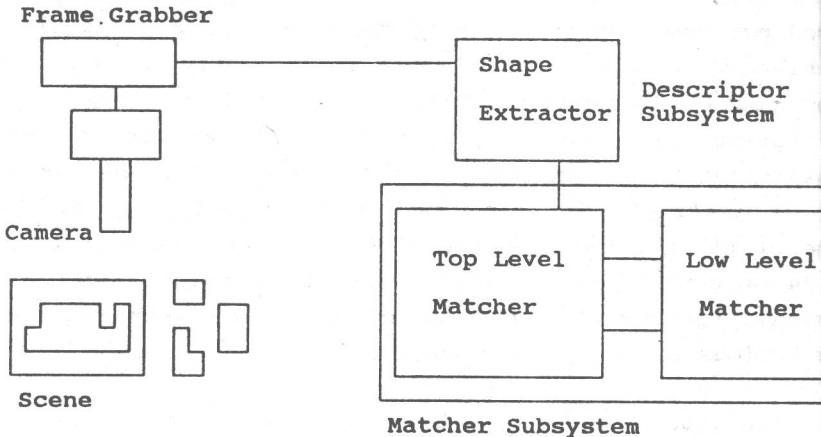 Frame Grabber
Shape
Extractor
Descriptor
Subsystem
Camera
Top Level
Matcher
Low Level
Matcher
Scene
Matcher Subsystem